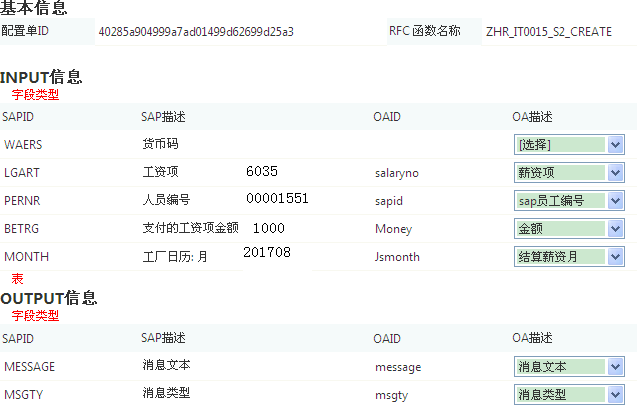 基本信息
配置单ID 40285a904999a7ad01499d62699d25a3 RFC 函数名称 ZHR_IT0015_S2_CREATE
INPUT信息
字段类型
SAPID SAP描述 OAID OA描述
WAERS 货币码 [选择]
LGART 工资项 6035 salaryno 薪资项
PERNR 人员编号 00001551 sapid sap员工编号
BETRG 支付的工资项金额 1000 Money 金额
MONTH 工厂日历: 月 201708 Jsmonth 结算薪资月
表
OUTPUT信息
字段类型
SAPID SAP描述 OAID OA描述
MESSAGE 消息文本 message 消息文本
MSGTY 消息类型 msgty 消息类型